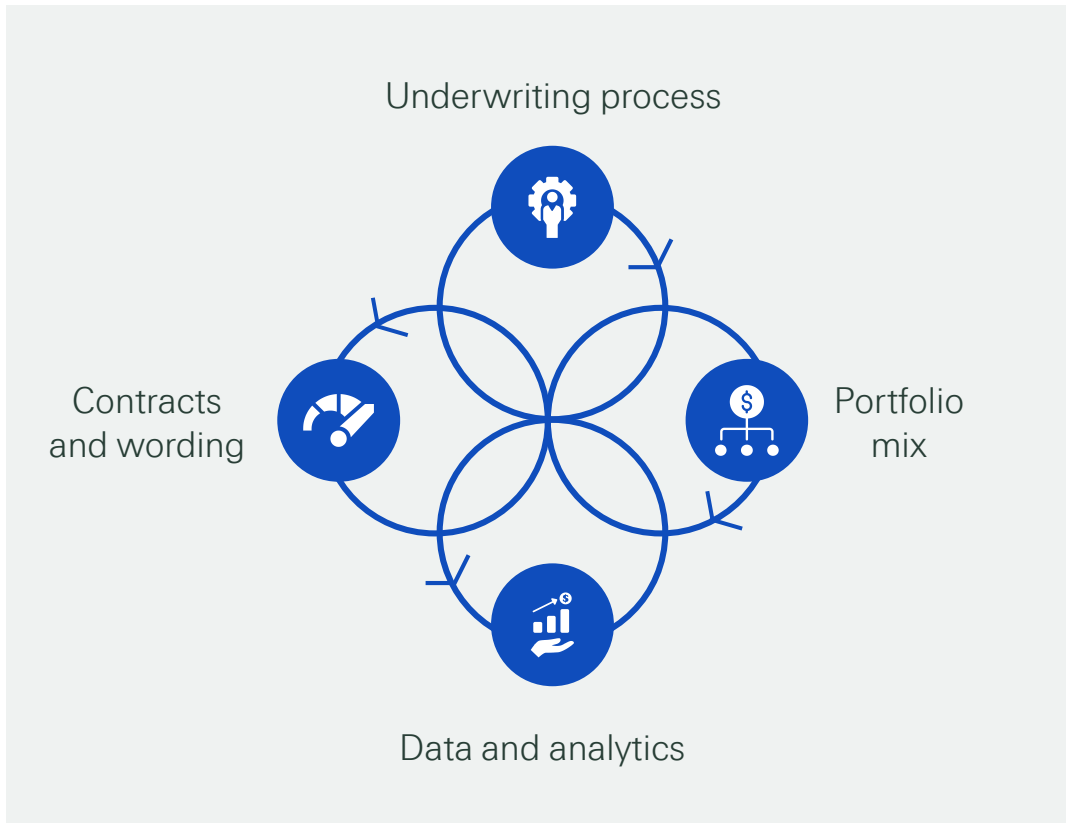 Underwriting process
$
Contracts
and wording
Portfolio
mix
$
Data and analytics